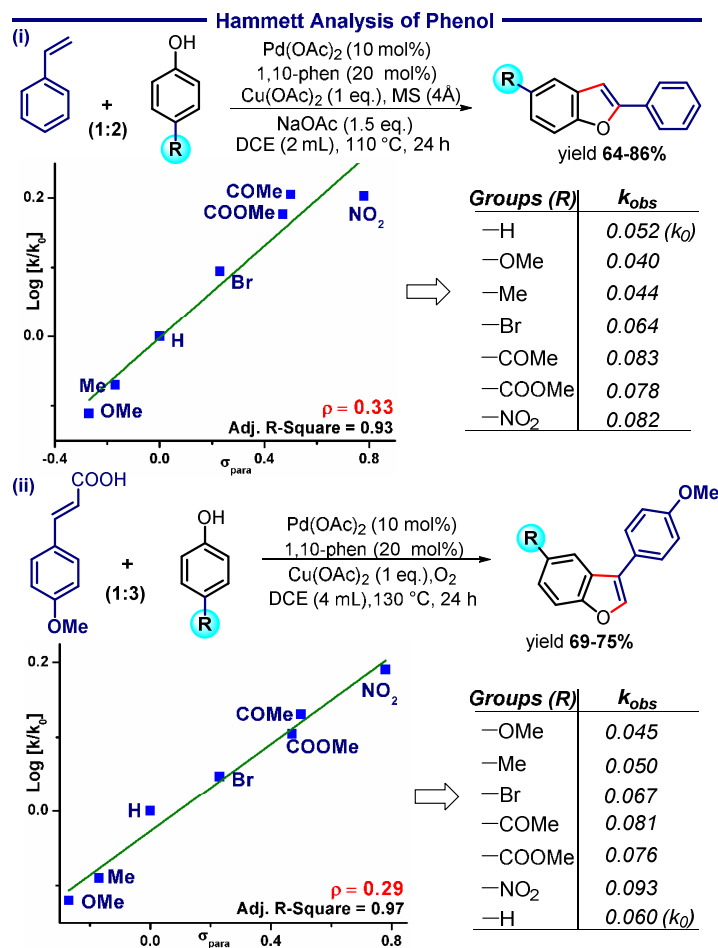 Hammett Analysis of Phenol
(i)
OH
+
(1:2)
R
Pd(OAc)2 (10 mol%)
1,10-phen (20 mol%)
Cu(OAc)2 (1 eq.), MS (4Å)
NaOAc (1.5 eq.)
DCE (2 mL), 110 °C, 24 h
R
O
yield 64-86%
Log [k/k0]
0.2
0.0
COMe
COOMe
NO2
Br
H
Me
OMe
ρ = 0.33
Adj. R-Square = 0.93
-0.4 0.0 0.4 0.8
σpara
Groups (R) kobs
H 0.052 (k0)
OMe 0.040
Me 0.044
Br 0.064
COMe 0.083
COOMe 0.078
NO2 0.082
(ii)
COOH
OMe
+
(1:3)
OH
R
Pd(OAc)2 (10 mol%)
1,10-phen (20 mol%)
Cu(OAc)2 (1 eq.),O2
DCE (4 mL),130 °C, 24 h
OMe
R
O
yield 69-75%
Log [k/k0]
0.2
0.0
NO2
COMe
COOMe
Br
H
Me
OMe
ρ = 0.29
Adj. R-Square = 0.97
0.0 0.4 0.8
σpara
Groups (R) kobs
OMe 0.045
Me 0.050
Br 0.067
COMe 0.081
COOMe 0.076
NO2 0.093
H 0.060 (k0)